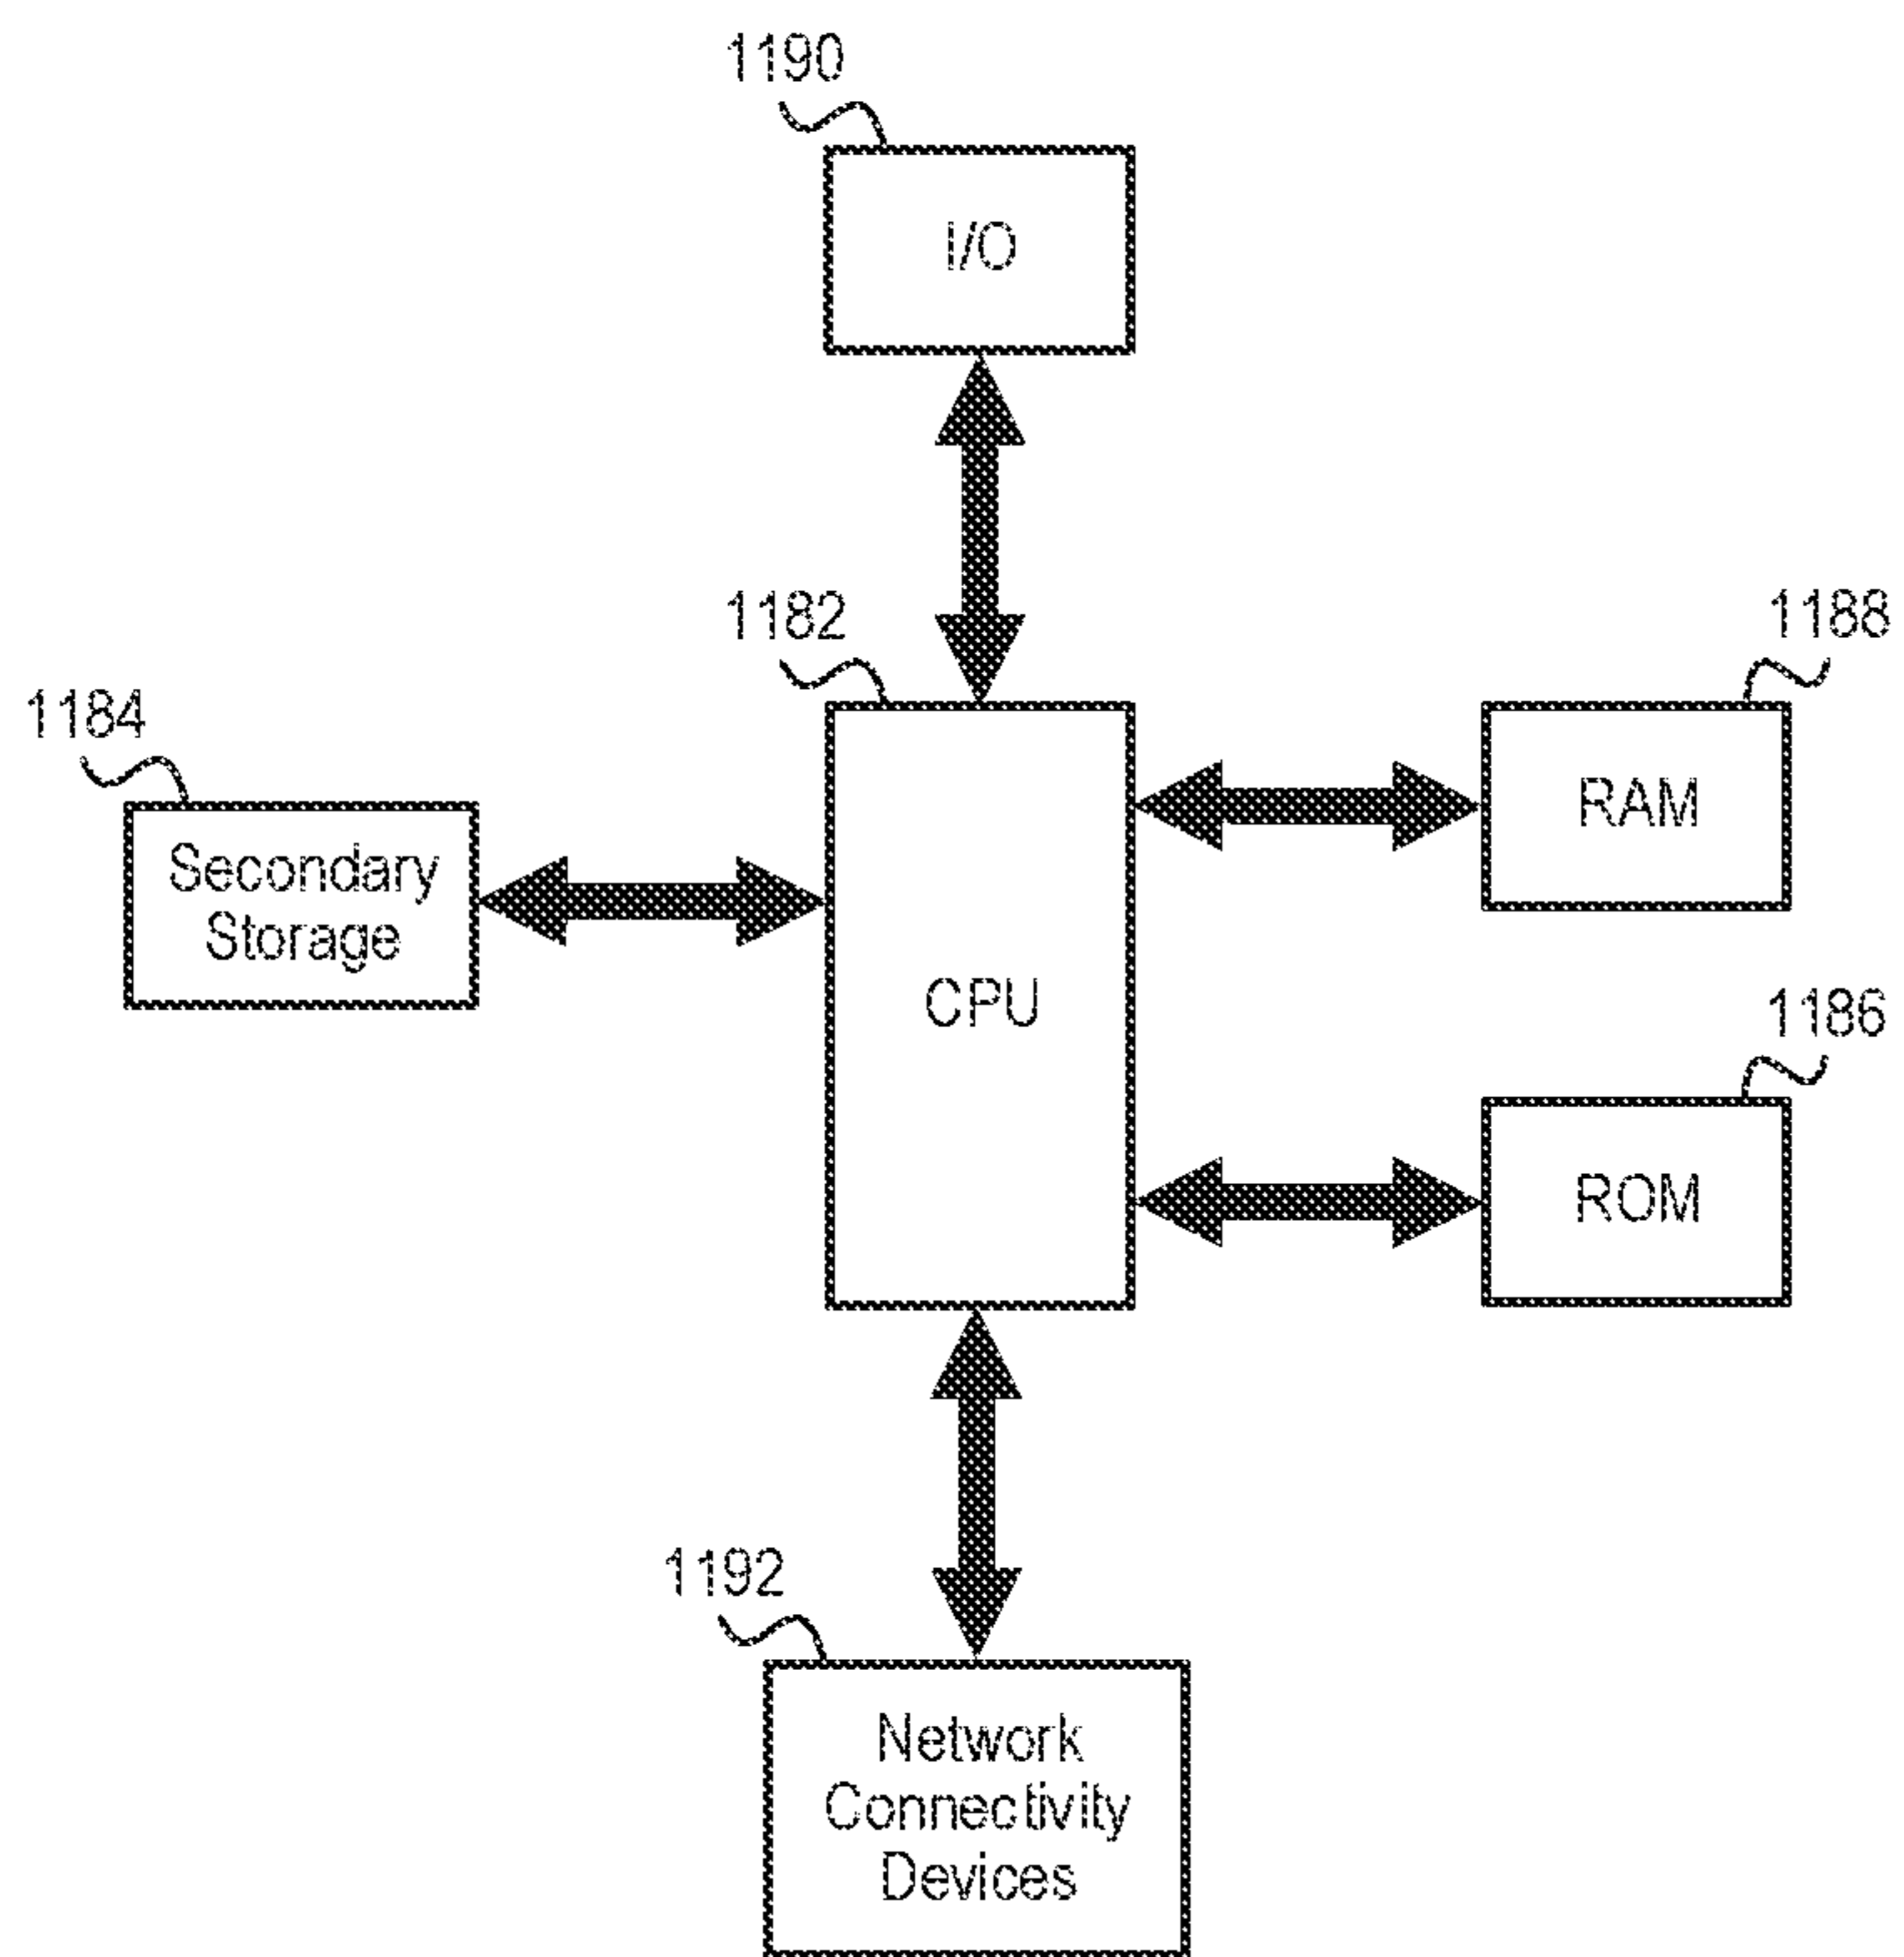 1190
I/O
1182
1188
1184
RAM
Secondary
Storage
CPU
1186
ROM
1192
Network
Connectivity
Devices